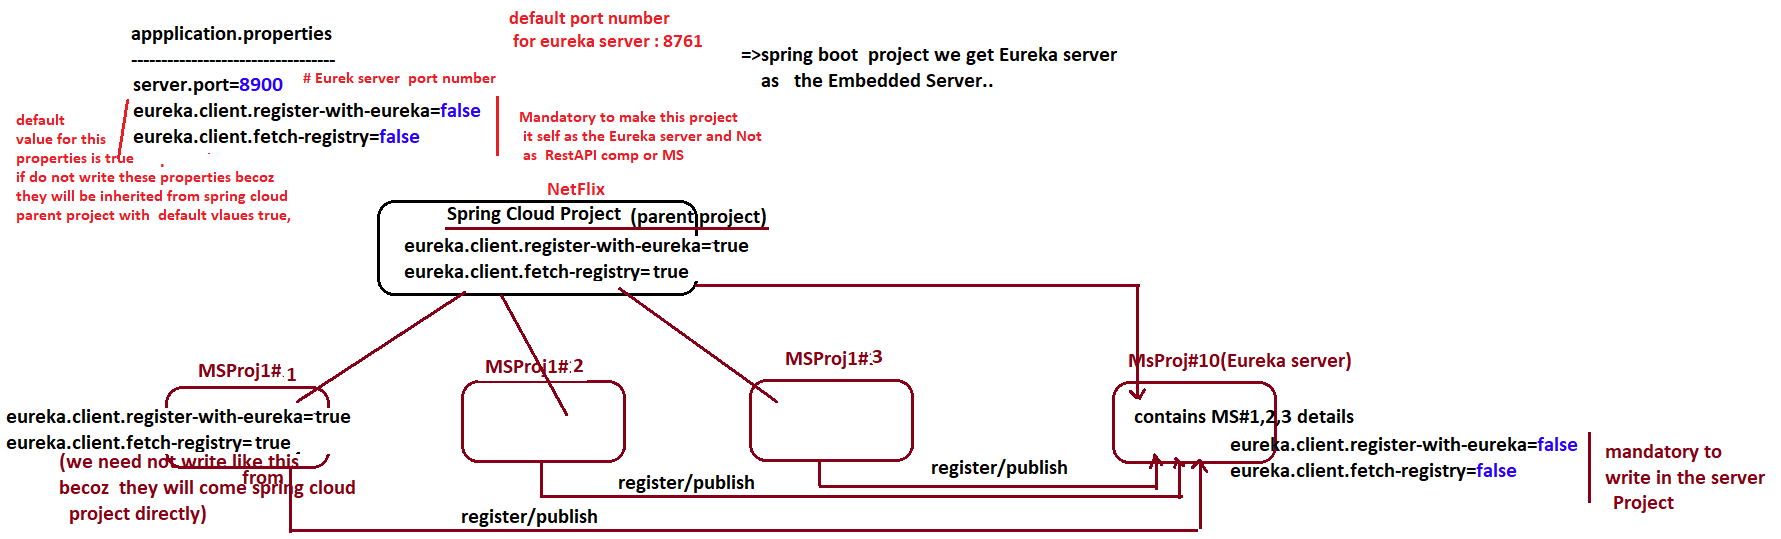 appplication.properties
----------------------------------
server.port=8900 # Eurek server port number
eureka.client.register-with-eureka=false
eureka.client.fetch-registry=false
default port number
for eureka server : 8761
=>spring boot project we get Eureka server
as the Embedded Server..
default
value for this
properties is true
if do not write these properties becoz
they will be inherited from spring cloud
parent project with default vlaues true,
Mandatory to make this project
it self as the Eureka server and Not
as RestAPI comp or MS
NetFlix
Spring Cloud Project (parent project)
eureka.client.register-with-eureka=true
eureka.client.fetch-registry=true
MSProj1#1
eureka.client.register-with-eureka=true
eureka.client.fetch-registry=true
(we need not write like this
becoz they will come from spring cloud
project directly)
MSProj1#2
MSProj1#3
MsProj#10(Eureka server)
contains MS#1,2,3 details
eureka.client.register-with-eureka=false
eureka.client.fetch-registry=false
mandatory to
write in the server
Project
register/publish
register/publish
register/publish